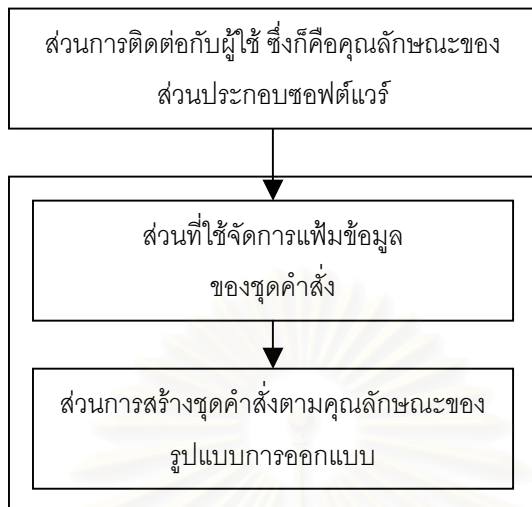 ส่วนการติดต่อกับผู้ใช้ ซึ่งก็คือคุณลักษณะของ
ส่วนประกอบซอฟต์แวร์
ส่วนที่ใช้จัดการแฟ้มข้อมูล
ของชุดคำสั่ง
ส่วนการสร้างชุดคำสั่งตามคุณลักษณะของ
รูปแบบการออกแบบ